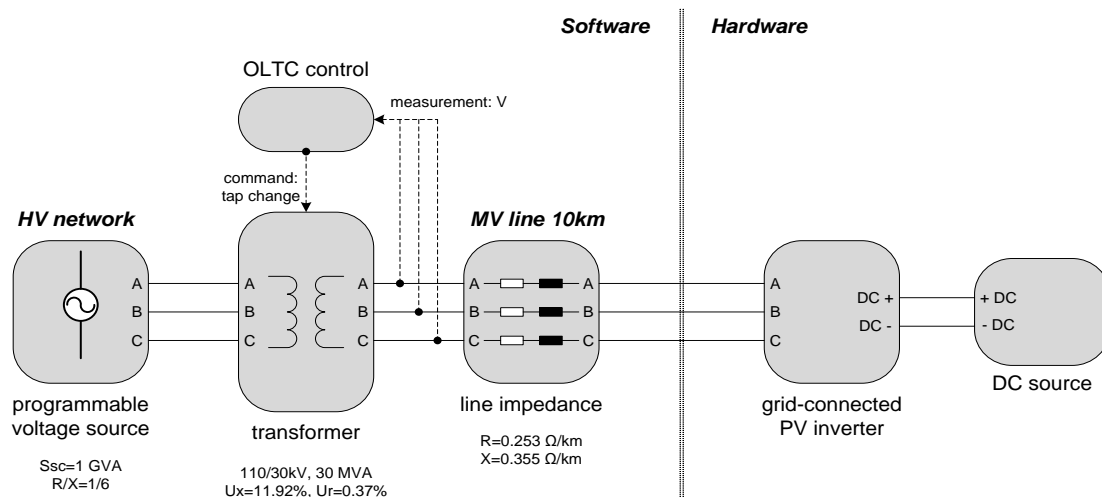 Software
Hardware
OLTC control
measurement: V
command:
tap change
HV network
MV line 10km
A
B
C
A
B
C
A
B
C
A
B
C
A
B
C
A
B
C
DC +
DC -
+ DC
- DC
programmable
voltage source
transformer
line impedance
grid-connected
PV inverter
DC source
Ssc=1 GVA
R/X=1/6
110/30kV, 30 MVA
Ux=11.92%, Ur=0.37%
R=0.253 Ω/km
X=0.355 Ω/km